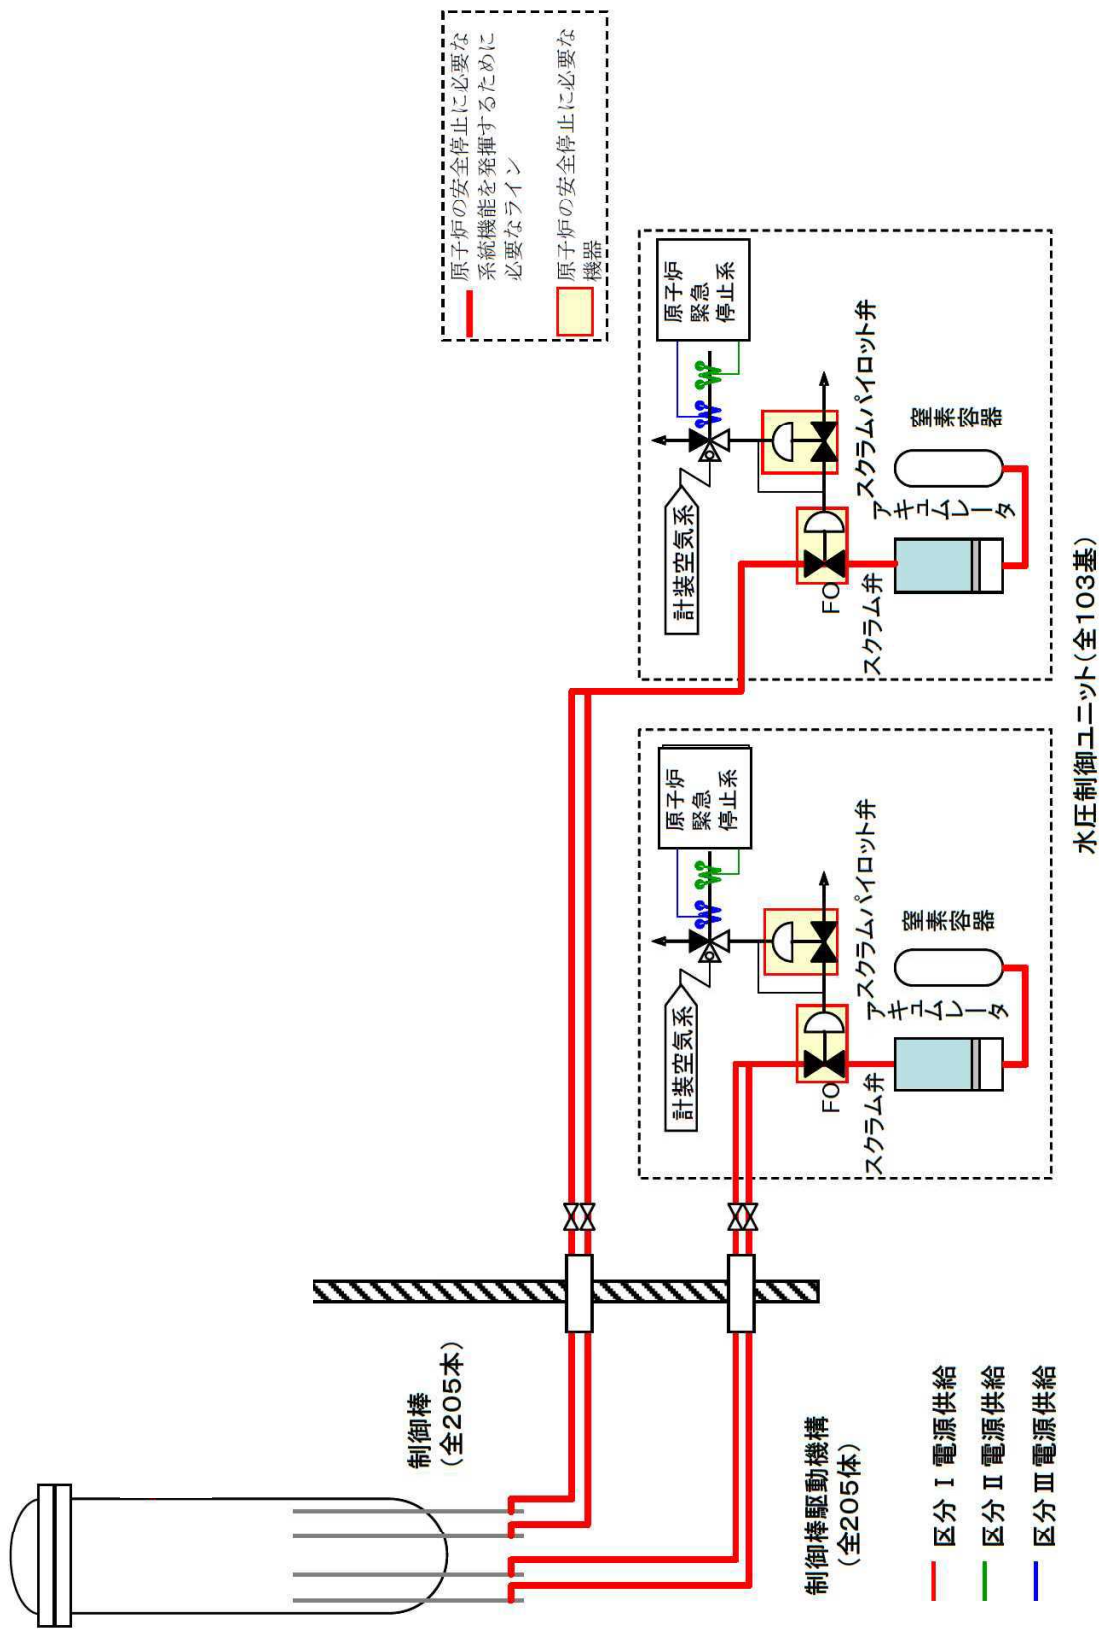 原子炉の安全停止に必要な
系統機能を発揮するために
必要なライン
原子炉の安全停止に必要な
機器
制御棒
(全205本)
制御棒駆動機構
(全205体)
計装空気系
原子炉
緊急
停止系
スクラムパイロット弁
FO
スクラム弁
アキュムレータ
窒素容器
計装空気系
原子炉
緊急
停止系
スクラムパイロット弁
FO
スクラム弁
アキュムレータ
窒素容器
水圧制御ユニット(全103基)
区分 Ⅰ 電源供給
区分 Ⅱ 電源供給
区分 Ⅲ 電源供給